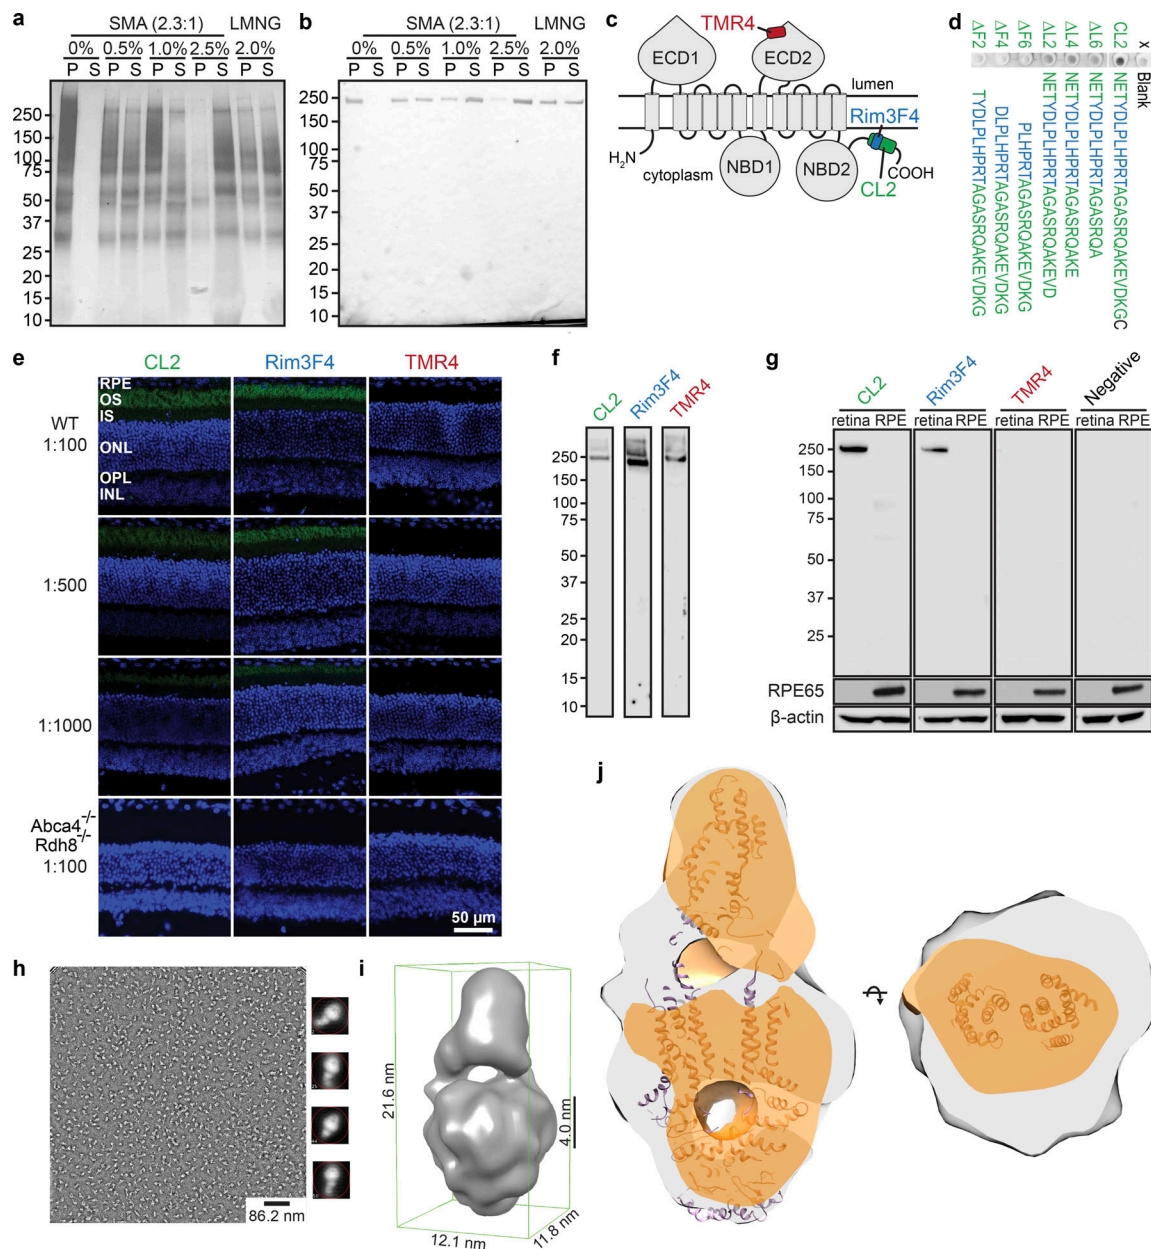 a
SMA (2.3:1) LMNG
0% 0.5% 1.0% 2.5% 2.0%
P S P S P S P S P S
250
150
100
75
50
37
25
20
15
10
b
SMA (2.3:1) LMNG
0% 0.5% 1.0% 2.5% 2.0%
P S P S P S P S P S
250
150
100
75
50
37
25
20
15
10
c
TMR4
ECD1
ECD2
lumen
Rim3F4
H2N
cytoplasm
NBD1
NBD2
COOH
CL2
d
ΔF2
ΔF4
ΔF6
ΔL2
ΔL4
ΔL6
CL2
x
TYDLPLHPRTAGASRQAKEVDKG
DLPLHPRTAGASRQAKEVDKG
PLHPRTAGASRQAKEVDKG
NETYDLPLHPRTAGASRQAKEVD
NETYDLPLHPRTAGASRQAKE
NETYDLPLHPRTAGASRQA
NETYDLPLHPRTAGASRQAKEVDKGC
Blank
e
CL2 Rim3F4 TMR4
WT
1:100
RPE
OS
IS
ONL
OPL
INL
1:500
1:1000
Abca4-/-
Rdh8-/-
1:100
50 µm
f
CL2
Rim3F4
TMR4
250
150
100
75
50
37
25
20
15
10
g
CL2
Rim3F4
TMR4
Negative
retina RPE retina RPE retina RPE retina RPE
250
150
100
75
50
37
25
RPE65
β-actin
h
86.2 nm
i
21.6 nm
4.0 nm
12.1 nm
11.8 nm
j